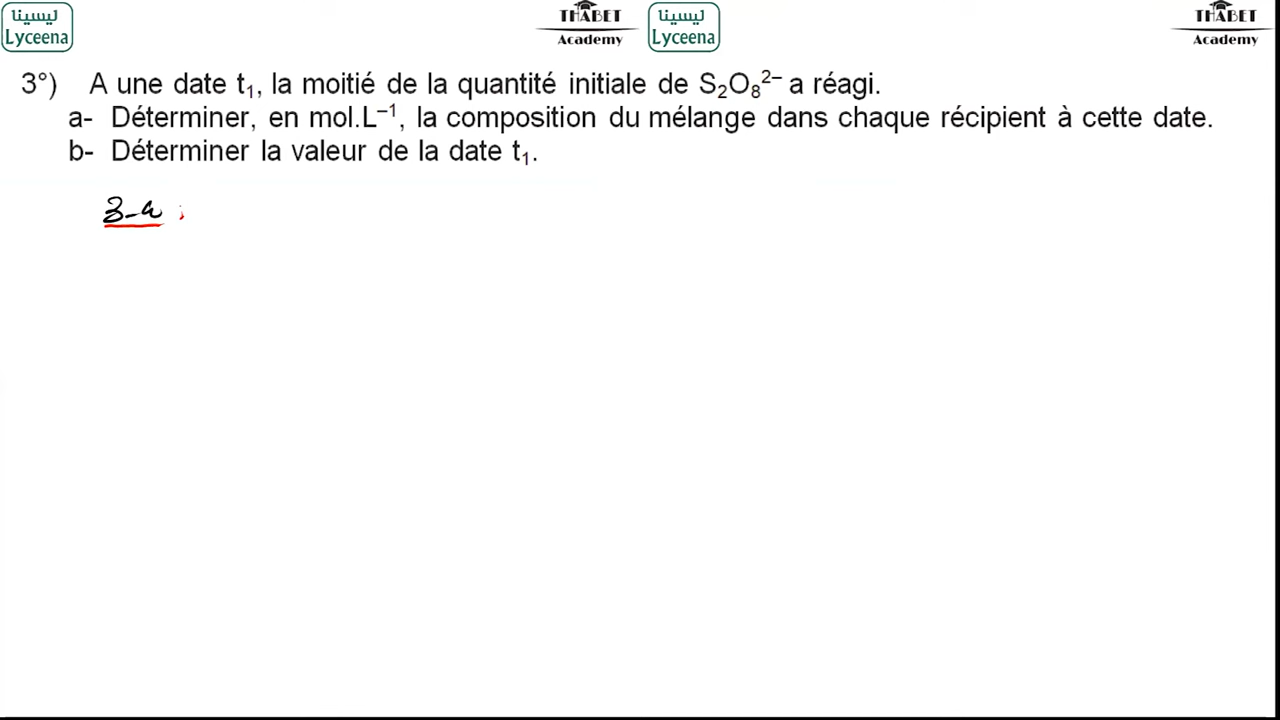 ليسينا
Lyceena
THABET
Academy
ليسينا
Lyceena
THABET
Academy
3°) A une date t₁, la moitié de la quantité initiale de S₂O₈²⁻ a réagi.
a- Déterminer, en mol.L⁻¹, la composition du mélange dans chaque récipient à cette date.
b- Déterminer la valeur de la date t₁.
3-a :